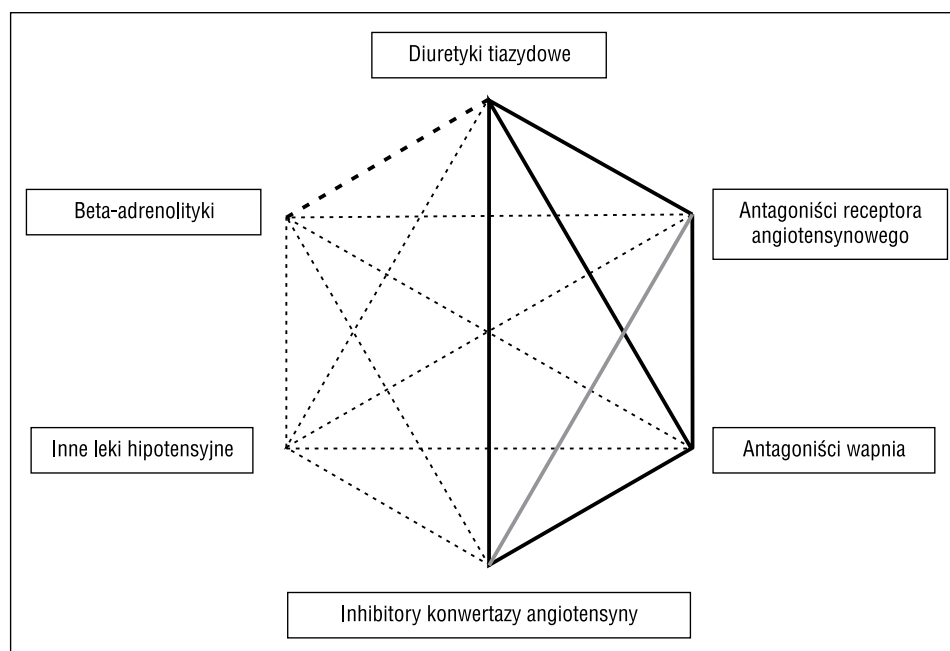 Diuretyki tiazydowe
Beta-adrenolityki
Antagoniści receptora
angiotensynowego
Inne leki hipotensyjne
Antagoniści wapnia
Inhibitory konwertazy angiotensyny